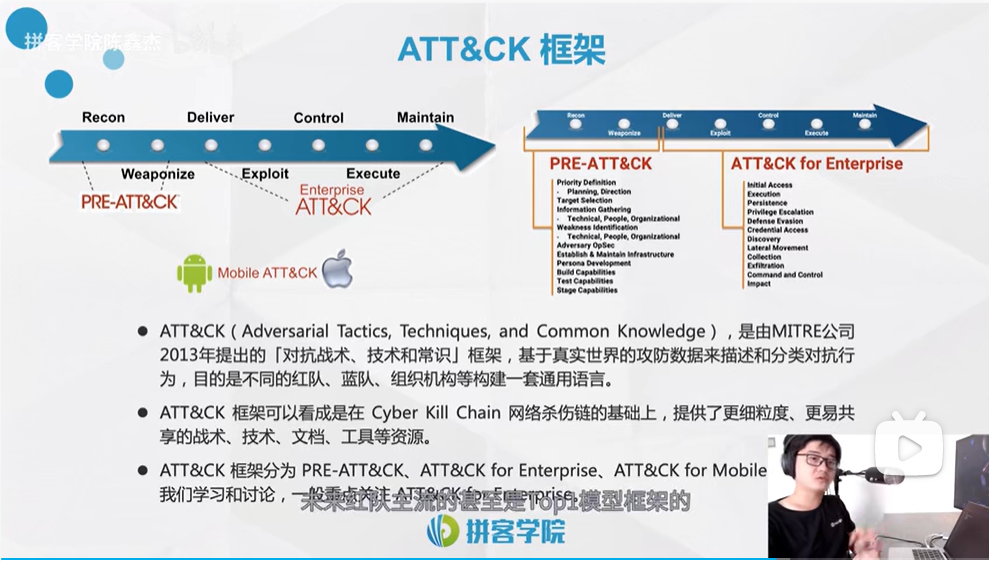 拼客学院陈鑫杰
ATT&CK 框架
Recon Deliver Control Maintain
Weaponize Exploit Execute
PRE-ATT&CK
Enterprise
ATT&CK
Mobile ATT&CK
Recon Deliver Control Maintain
Weaponize Exploit Execute
PRE-ATT&CK
Priority Definition
- Planning, Direction
Target Selection
Information Gathering
- Technical, People, Organizational
Weakness Identification
- Technical, People, Organizational
Adversary OpSec
Establish & Maintain Infrastructure
Persona Development
Build Capabilities
Test Capabilities
Stage Capabilities
ATT&CK for Enterprise
Initial Access
Execution
Persistence
Privilege Escalation
Defense Evasion
Credential Access
Discovery
Lateral Movement
Collection
Exfiltration
Command and Control
Impact
● ATT&CK（Adversarial Tactics, Techniques, and Common Knowledge），是由MITRE公司
2013年提出的「对抗战术、技术和常识」框架，基于真实世界的攻防数据来描述和分类对抗行
为，目的是不同的红队、蓝队、组织机构等构建一套通用语言。
● ATT&CK 框架可以看成是在 Cyber Kill Chain 网络杀伤链的基础上，提供了更细粒度、更易共
享的战术、技术、文档、工具等资源。
● ATT&CK 框架分为 PRE-ATT&CK、ATT&CK for Enterprise、ATT&CK for Mobile
我们学习和讨论，一般重点关注 ATT&CK for Enterprise。
未来红队主流的甚至是Top1模型框架的
拼客学院